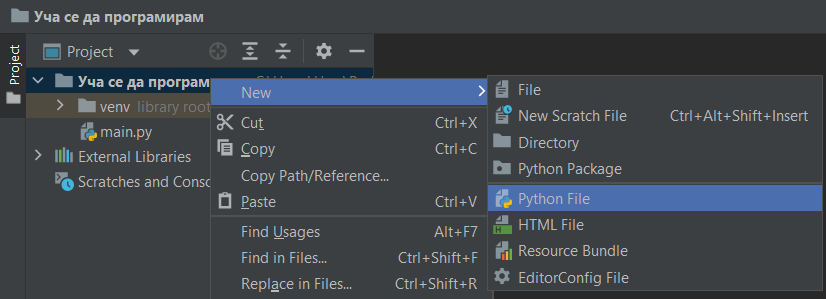 Уча се да програмирам
Project
Project
Уча се да програм
venv library root
main.py
External Libraries
Scratches and Conso
New
Cut Ctrl+X
Copy Ctrl+C
Copy Path/Reference...
Paste Ctrl+V
Find Usages Alt+F7
Find in Files... Ctrl+Shift+F
Replace in Files... Ctrl+Shift+R
File
New Scratch File Ctrl+Alt+Shift+Insert
Directory
Python Package
Python File
HTML File
Resource Bundle
EditorConfig File